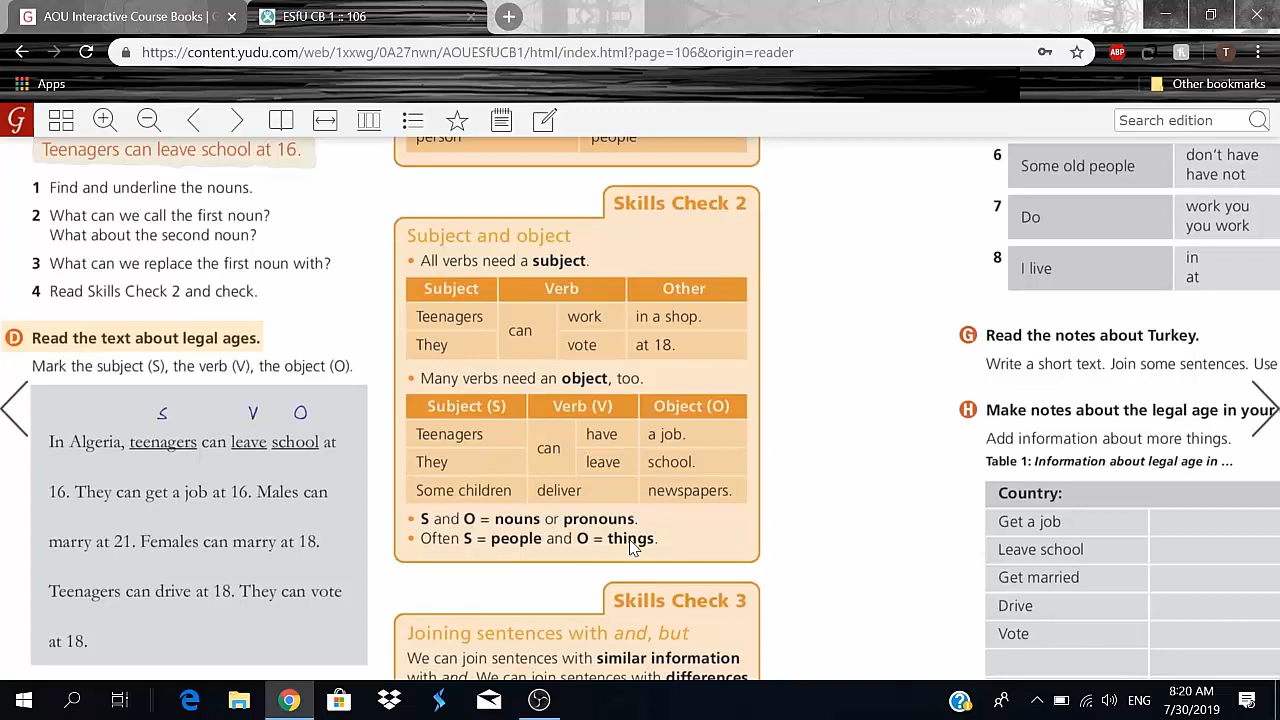 AOU Interactive Course Books | G
ESfU CB 1 :: 106
https://content.yudu.com/web/1xxwg/0A27nwn/AOUESfUCB1/html/index.html?page=106&origin=reader
ABP
T
Apps
Other bookmarks
G
Search edition
Teenagers can leave school at 16.
1 Find and underline the nouns.
2 What can we call the first noun?
What about the second noun?
3 What can we replace the first noun with?
4 Read Skills Check 2 and check.
D Read the text about legal ages.
Mark the subject (S), the verb (V), the object (O).
S V O
In Algeria, teenagers can leave school at
16. They can get a job at 16. Males can
marry at 21. Females can marry at 18.
Teenagers can drive at 18. They can vote
at 18.
person people
Skills Check 2
Subject and object
• All verbs need a subject.
Subject Verb Other
Teenagers can work in a shop.
They vote at 18.
• Many verbs need an object, too.
Subject (S) Verb (V) Object (O)
Teenagers can have a job.
They leave school.
Some children deliver newspapers.
• S and O = nouns or pronouns.
• Often S = people and O = things.
Skills Check 3
Joining sentences with and, but
We can join sentences with similar information
with and. We can join sentences with differences
6 Some old people don't have
have not
7 Do work you
you work
8 I live in
at
G Read the notes about Turkey.
Write a short text. Join some sentences. Use
H Make notes about the legal age in your
Add information about more things.
Table 1: Information about legal age in ...
Country:
Get a job
Leave school
Get married
Drive
Vote
ENG
8:20 AM
7/30/2019